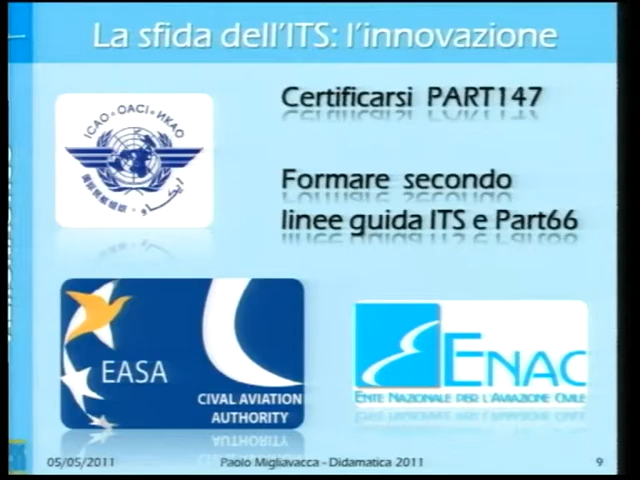 La sfida dell'ITS: l'innovazione
Certificarsi PART147
ICAO • OACI • ИКАО
Formare secondo
linee guida ITS e Part66
EASA
CIVAL AVIATION
AUTHORITY
ENAC
ENTE NAZIONALE PER L'AVIAZIONE CIVILE
05/05/2011
Paolo Migliavacca - Didamatica 2011
9